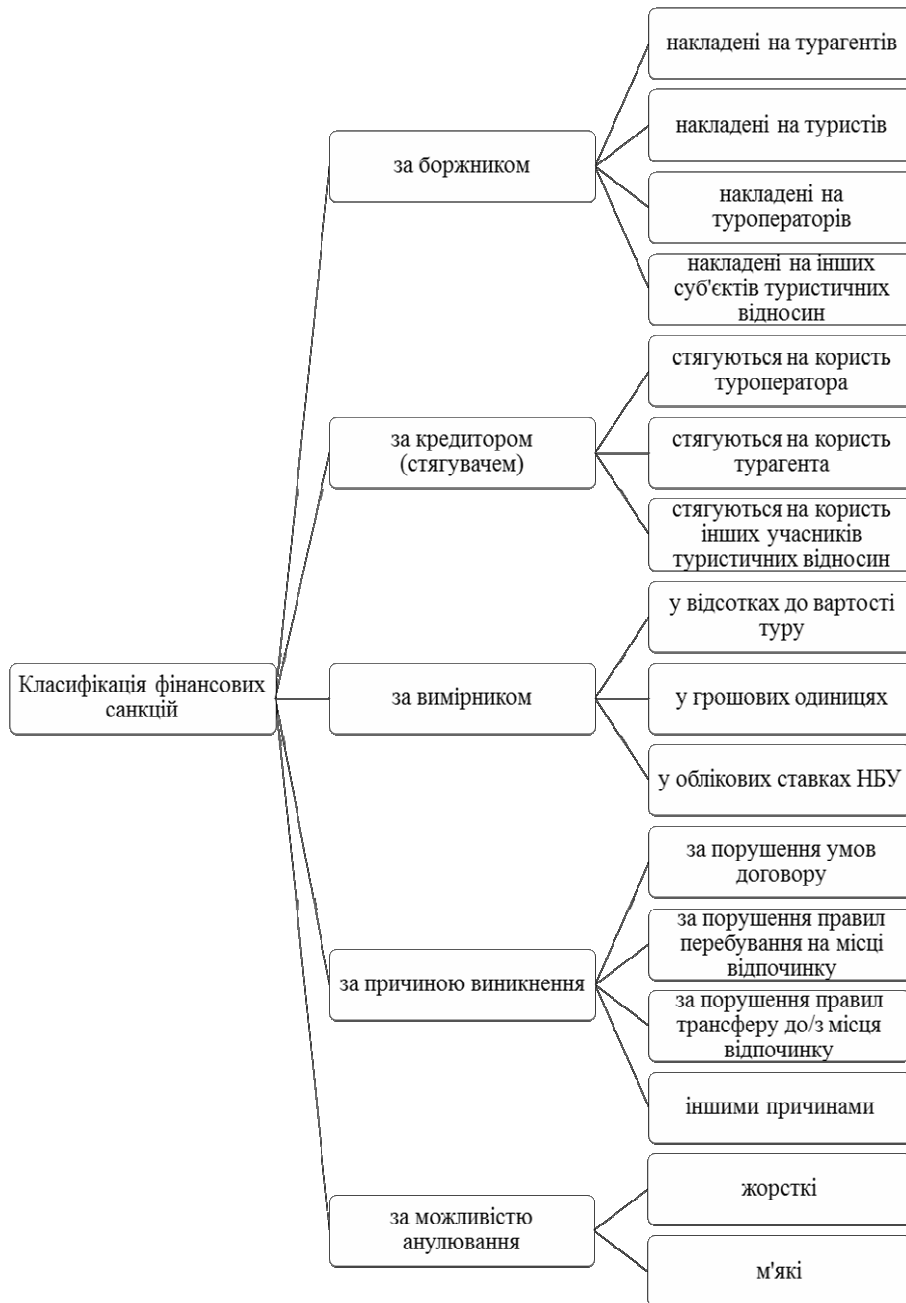 Класифікація фінансових
санкцій
за боржником
накладені на турагентів
накладені на туристів
накладені на
туроператорів
накладені на інших
суб'єктів туристичних
відносин
за кредитором
(стягувачем)
стягуються на користь
туроператора
стягуються на користь
турагента
стягуються на користь
інших учасників
туристичних відносин
за вимірником
у відсотках до вартості
туру
у грошових одиницях
у облікових ставках НБУ
за причиною виникнення
за порушення умов
договору
за порушення правил
перебування на місці
відпочинку
за порушення правил
трансферу до/з місця
відпочинку
іншими причинами
за можливістю
анулювання
жорсткі
м'які